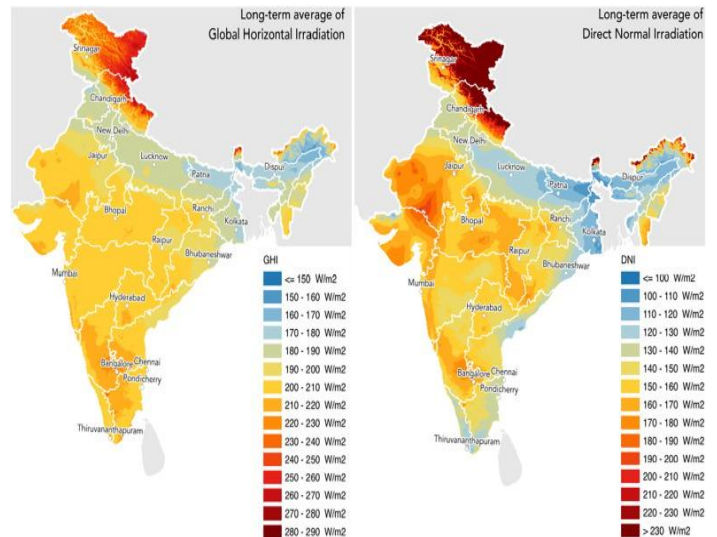 Long-term average of
Global Horizontal Irradiation
Srinagar
Chandigarh
New Delhi
Jaipur
Lucknow
Patna
Dispur
Bhopal
Ranchi
Kolkata
Raipur
Bhubaneshwar
Mumbai
Hyderabad
Bangalore
Chennai
Pondicherry
Thiruvananthapuram
GHI
<= 150 W/m2
150 - 160 W/m2
160 - 170 W/m2
170 - 180 W/m2
180 - 190 W/m2
190 - 200 W/m2
200 - 210 W/m2
210 - 220 W/m2
220 - 230 W/m2
230 - 240 W/m2
240 - 250 W/m2
250 - 260 W/m2
260 - 270 W/m2
270 - 280 W/m2
280 - 290 W/m2
Long-term average of
Direct Normal Irradiation
Srinagar
Chandigarh
New Delhi
Jaipur
Lucknow
Patna
Dispur
Bhopal
Ranchi
Kolkata
Raipur
Bhubaneshwar
Mumbai
Hyderabad
Bangalore
Chennai
Pondicherry
Thiruvananthapuram
DNI
<= 100 W/m2
100 - 110 W/m2
110 - 120 W/m2
120 - 130 W/m2
130 - 140 W/m2
140 - 150 W/m2
150 - 160 W/m2
160 - 170 W/m2
170 - 180 W/m2
180 - 190 W/m2
190 - 200 W/m2
200 - 210 W/m2
210 - 220 W/m2
220 - 230 W/m2
> 230 W/m2